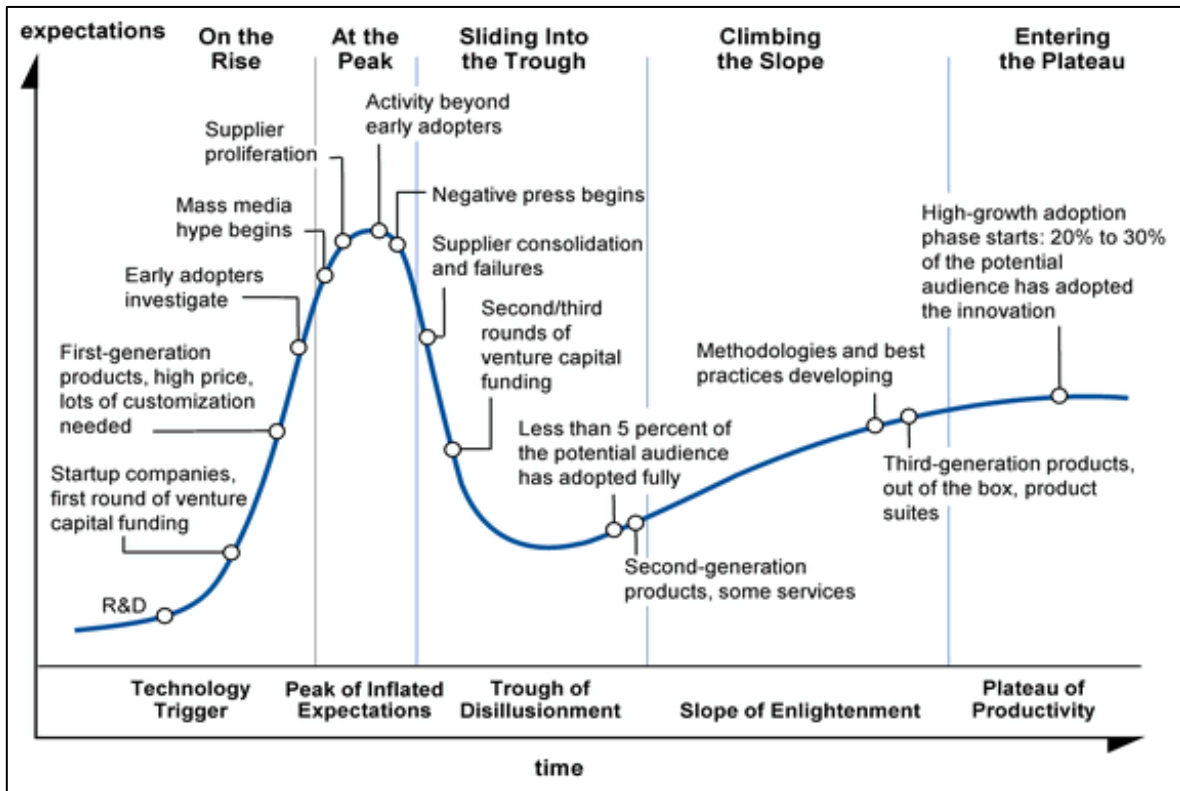 expectations
On the
Rise
At the
Peak
Sliding Into
the Trough
Climbing
the Slope
Entering
the Plateau
Activity beyond
early adopters
Supplier
proliferation
Negative press begins
Mass media
hype begins
Supplier consolidation
and failures
Early adopters
investigate
Second/third
rounds of
venture capital
funding
First-generation
products, high price,
lots of customization
needed
Less than 5 percent of
the potential audience
has adopted fully
Startup companies,
first round of venture
capital funding
R&D
Second-generation
products, some services
Methodologies and best
practices developing
Third-generation products,
out of the box, product
suites
High-growth adoption
phase starts: 20% to 30%
of the potential
audience has adopted
the innovation
Technology
Trigger
Peak of Inflated
Expectations
Trough of
Disillusionment
Slope of Enlightenment
Plateau of
Productivity
time